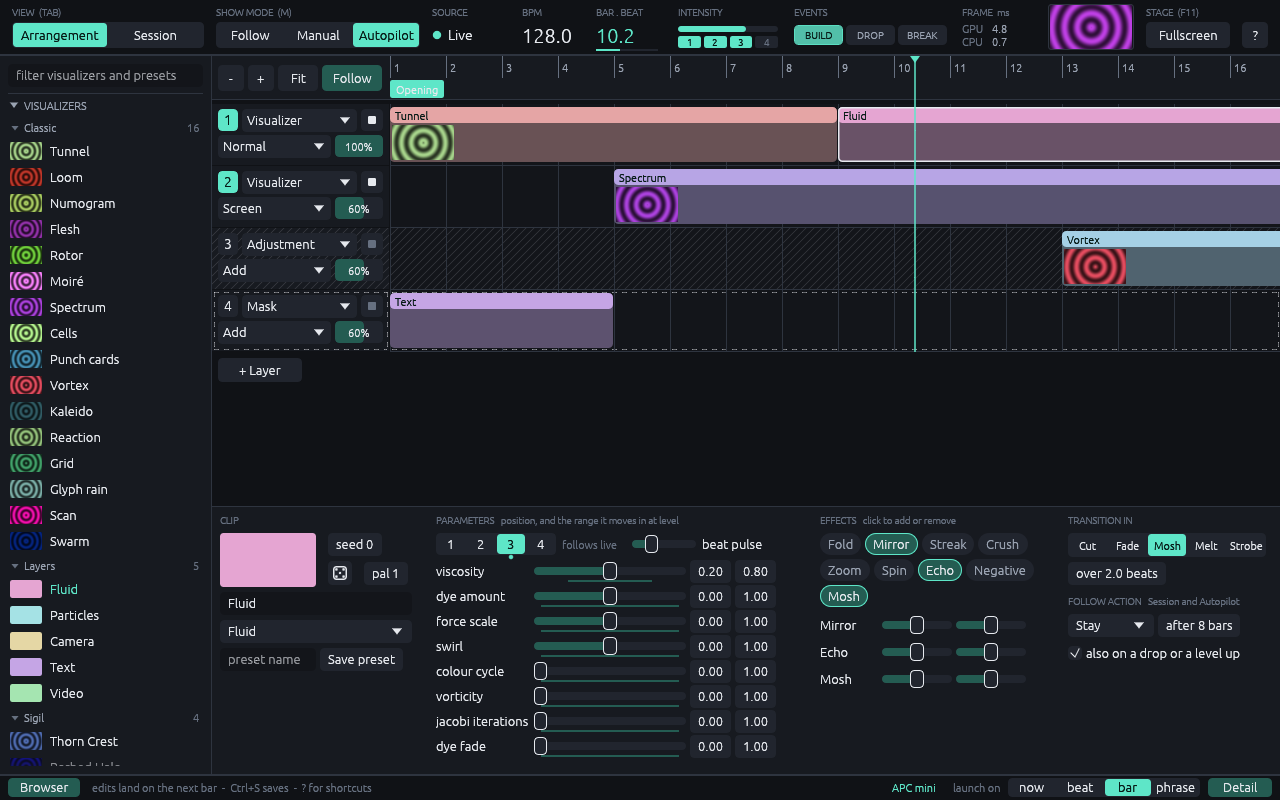 VIEW (TAB) SHOW MODE (M) SOURCE BPM BAR . BEAT INTENSITY EVENTS FRAME ms STAGE (F11)
Arrangement Session Follow Manual Autopilot Live 128.0 10.2 1 2 3 4 BUILD DROP BREAK GPU 4.8 Fullscreen ?
CPU 0.7
filter visualizers and presets - + Fit Follow 1 2 3 4 5 6 7 8 9 10 11 12 13 14 15 16
Opening
VISUALIZERS
Classic 16
Tunnel
Loom
Numogram
Flesh
Rotor
Moiré
Spectrum
Cells
Punch cards
Vortex
Kaleido
Reaction
Grid
Glyph rain
Scan
Swarm
Layers 5
Fluid
Particles
Camera
Text
Video
Sigil 4
Thorn Crest
1 Visualizer Tunnel Fluid
Normal 100%
2 Visualizer Spectrum
Screen 60%
3 Adjustment Vortex
Add 60%
4 Mask Text
Add 60%
+ Layer
CLIP
seed 0
pal 1
Fluid
Fluid
preset name Save preset
PARAMETERS position, and the range it moves in at level
1 2 3 4 follows live beat pulse
viscosity 0.20 0.80
dye amount 0.00 1.00
force scale 0.00 1.00
swirl 0.00 1.00
colour cycle 0.00 1.00
vorticity 0.00 1.00
jacobi iterations 0.00 1.00
dye fade 0.00 1.00
EFFECTS click to add or remove
Fold Mirror Streak Crush
Zoom Spin Echo Negative
Mosh
Mirror
Echo
Mosh
TRANSITION IN
Cut Fade Mosh Melt Strobe
over 2.0 beats
FOLLOW ACTION Session and Autopilot
Stay after 8 bars
also on a drop or a level up
Browser edits land on the next bar - Ctrl+S saves - ? for shortcuts APC mini launch on now beat bar phrase Detail